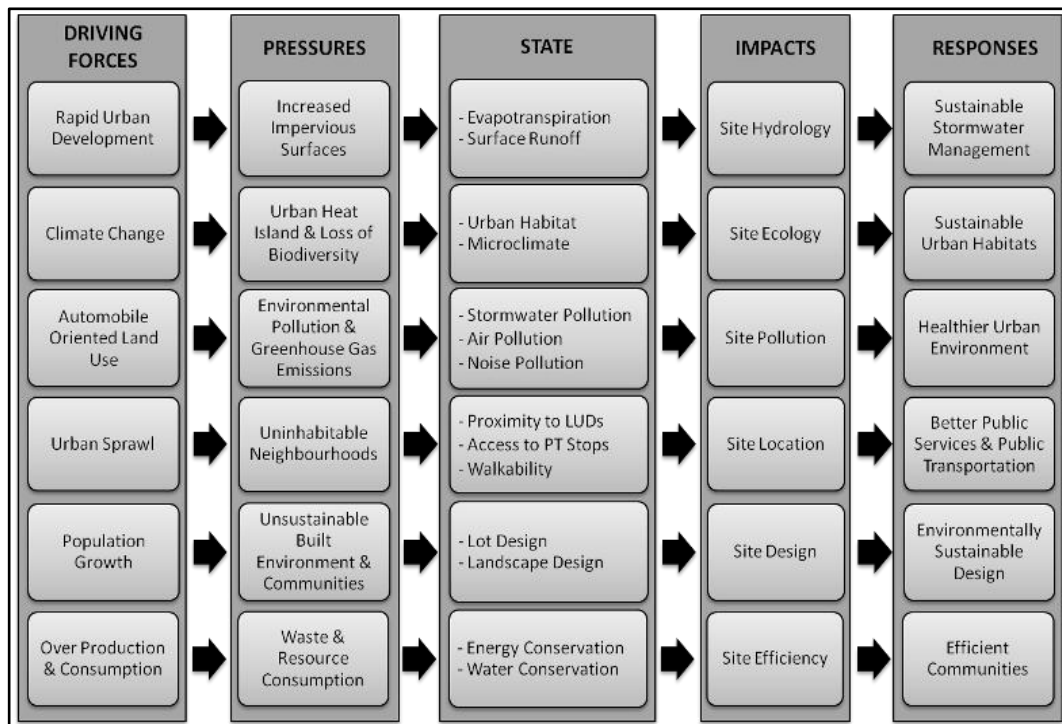 DRIVING
FORCES
PRESSURES
STATE
IMPACTS
RESPONSES
Rapid Urban
Development
Increased
Impervious
Surfaces
- Evapotranspiration
- Surface Runoff
Site Hydrology
Sustainable
Stormwater
Management
Climate Change
Urban Heat
Island & Loss of
Biodiversity
- Urban Habitat
- Microclimate
Site Ecology
Sustainable
Urban Habitats
Automobile
Oriented Land
Use
Environmental
Pollution &
Greenhouse Gas
Emissions
- Stormwater Pollution
- Air Pollution
- Noise Pollution
Site Pollution
Healthier Urban
Environment
Urban Sprawl
Uninhabitable
Neighbourhoods
- Proximity to LUDs
- Access to PT Stops
- Walkability
Site Location
Better Public
Services & Public
Transportation
Population
Growth
Unsustainable
Built
Environment &
Communities
- Lot Design
- Landscape Design
Site Design
Environmentally
Sustainable
Design
Over Production
& Consumption
Waste &
Resource
Consumption
- Energy Conservation
- Water Conservation
Site Efficiency
Efficient
Communities